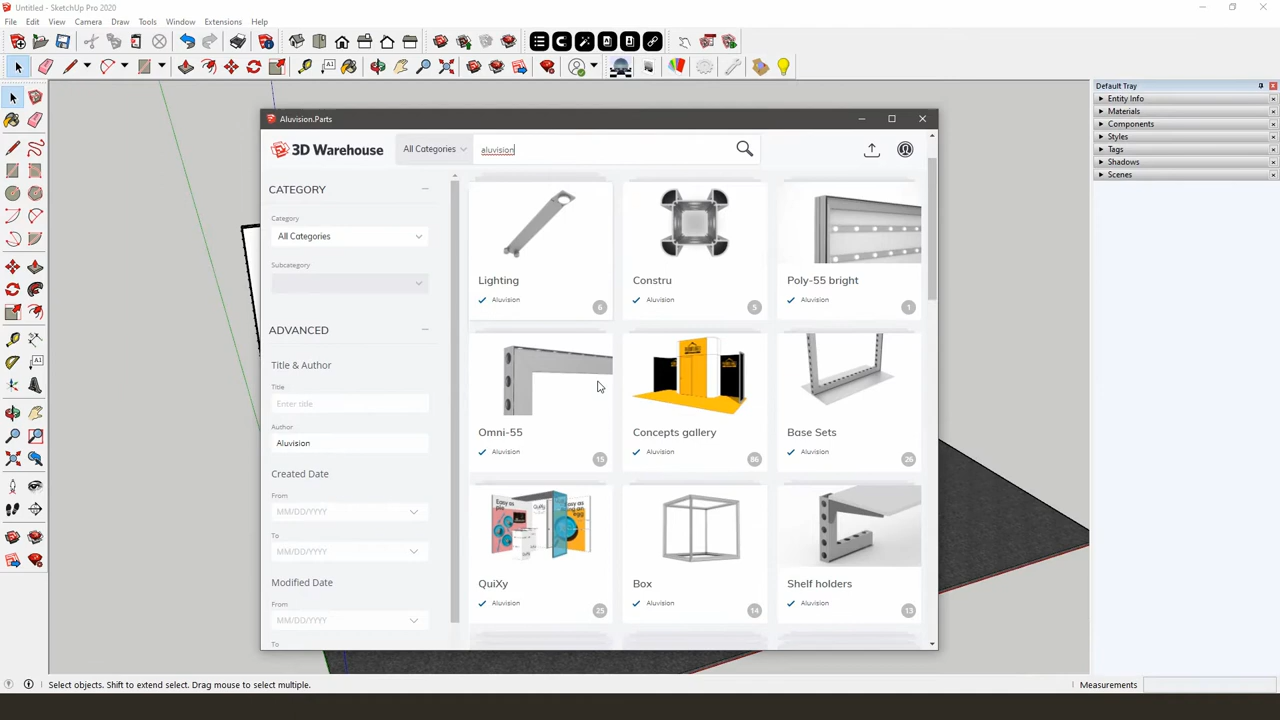 Untitled - SketchUp Pro 2020
File Edit View Camera Draw Tools Window Extensions Help
Default Tray
Entity Info
Materials
Components
Styles
Tags
Shadows
Scenes
Aluvision.Parts
3D Warehouse
All Categories
aluvision
CATEGORY
Category
All Categories
Subcategory
ADVANCED
Title & Author
Title
Enter title
Author
Aluvision
Created Date
From
MM/DD/YYYY
To
MM/DD/YYYY
Modified Date
From
MM/DD/YYYY
To
Lighting
Aluvision 6
Constru
Aluvision 5
Poly-55 bright
Aluvision 1
Omni-55
Aluvision 15
Concepts gallery
Aluvision 86
Base Sets
Aluvision 26
Easy as
QuiXy
Aluvision 25
Box
Aluvision 14
Shelf holders
Aluvision 13
Select objects. Shift to extend select. Drag mouse to select multiple.
Measurements